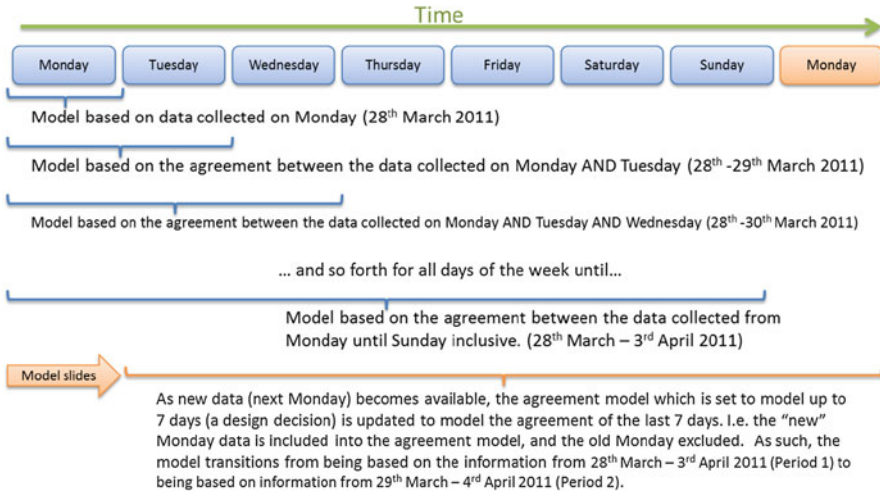 Time
Monday Tuesday Wednesday Thursday Friday Saturday Sunday Monday
Model based on data collected on Monday (28th March 2011)
Model based on the agreement between the data collected on Monday AND Tuesday (28th -29th March 2011)
Model based on the agreement between the data collected on Monday AND Tuesday AND Wednesday (28th -30th March 2011)
... and so forth for all days of the week until...
Model based on the agreement between the data collected from
Monday until Sunday inclusive. (28th March – 3rd April 2011)
Model slides
As new data (next Monday) becomes available, the agreement model which is set to model up to
7 days (a design decision) is updated to model the agreement of the last 7 days. I.e. the “new”
Monday data is included into the agreement model, and the old Monday excluded. As such, the
model transitions from being based on the information from 28th March – 3rd April 2011 (Period 1) to
being based on information from 29th March – 4rd April 2011 (Period 2).